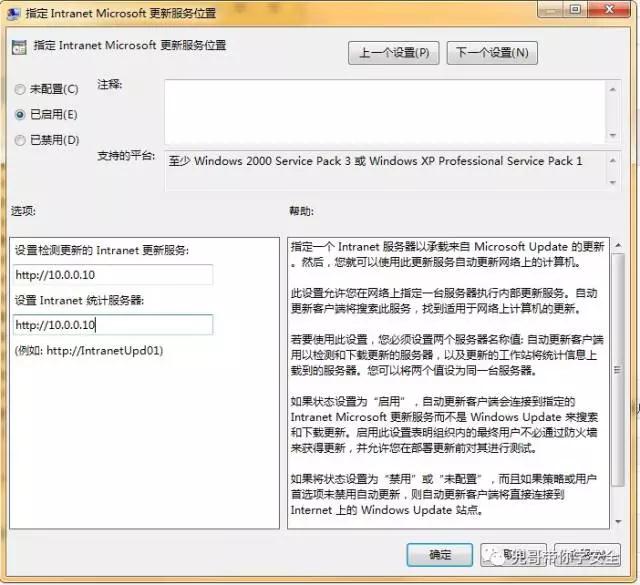 指定 Intranet Microsoft 更新服务位置
指定 Intranet Microsoft 更新服务位置
上一个设置(P)
下一个设置(N)
未配置(C)
注释:
已启用(E)
已禁用(D)
支持的平台:
至少 Windows 2000 Service Pack 3 或 Windows XP Professional Service Pack 1
选项:
帮助:
设置检测更新的 Intranet 更新服务:
http://10.0.0.10
设置 Intranet 统计服务器:
http://10.0.0.10
(例如: http://IntranetUpd01)
指定一个 Intranet 服务器以承载来自 Microsoft Update 的更新
。然后，您就可以使用此更新服务自动更新网络上的计算机。
此设置允许您在网络上指定一台服务器执行内部更新服务。自动
更新客户端将搜索此服务，找到适用于网络上计算机的更新。
若要使用此设置，您必须设置两个服务器名称值: 自动更新客户端
用以检测和下载更新的服务器，以及更新的工作站将统计信息上
载到的服务器。您可以将两个值设为同一台服务器。
如果状态设置为“启用”，自动更新客户端会连接到指定的
Intranet Microsoft 更新服务而不是 Windows Update 来搜索
和下载更新。启用此设置表明组织内的最终用户不必通过防火墙
来获得更新，并允许您在部署更新前对其进行测试。
如果将状态设置为“禁用”或“未配置”，而且如果策略或用户
首选项未禁用自动更新，则自动更新客户端将直接连接到
Internet 上的 Windows Update 站点。
确定
兜哥带你学安全